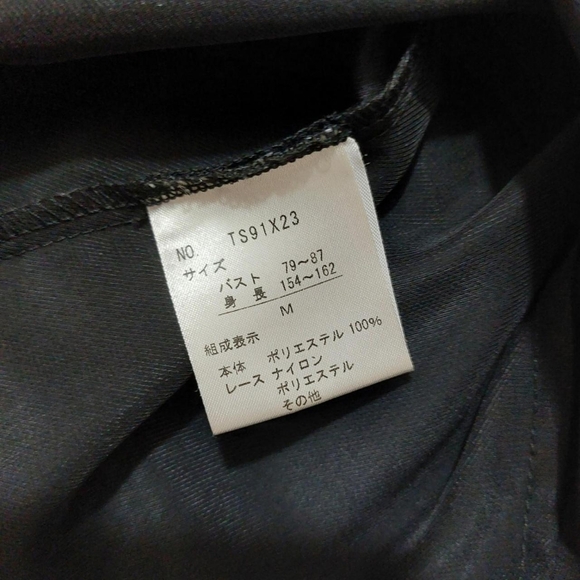 NO. TS91X23
サイズ
バスト 79〜87
身長 154〜162
M
組成表示
本体 ポリエステル 100%
レース ナイロン
ポリエステル
その他